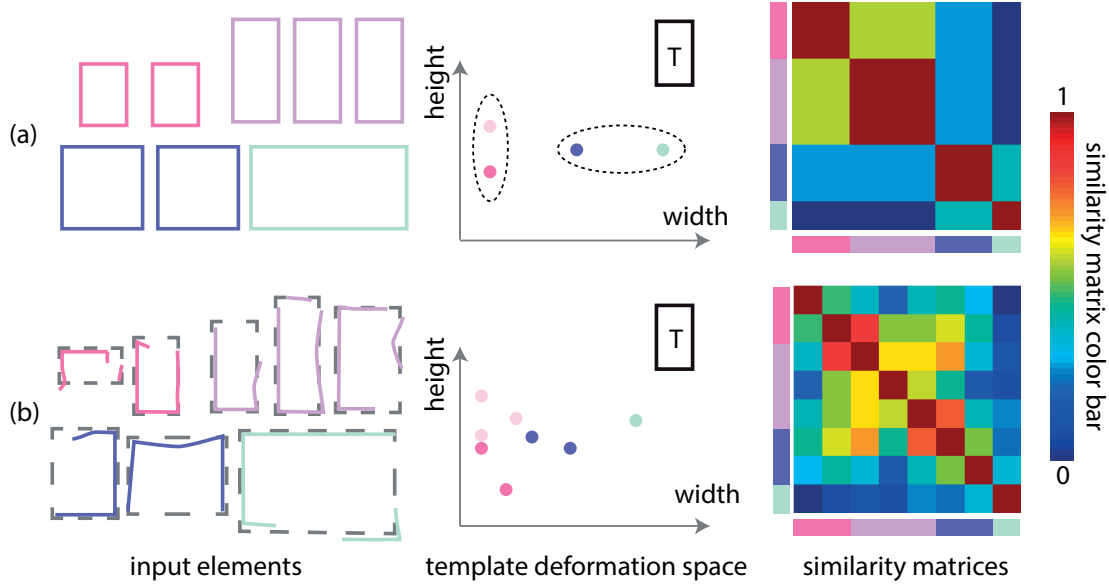 (a)
height
T
width
1
similarity matrix color bar
0
(b)
height
T
width
input elements
template deformation space
similarity matrices